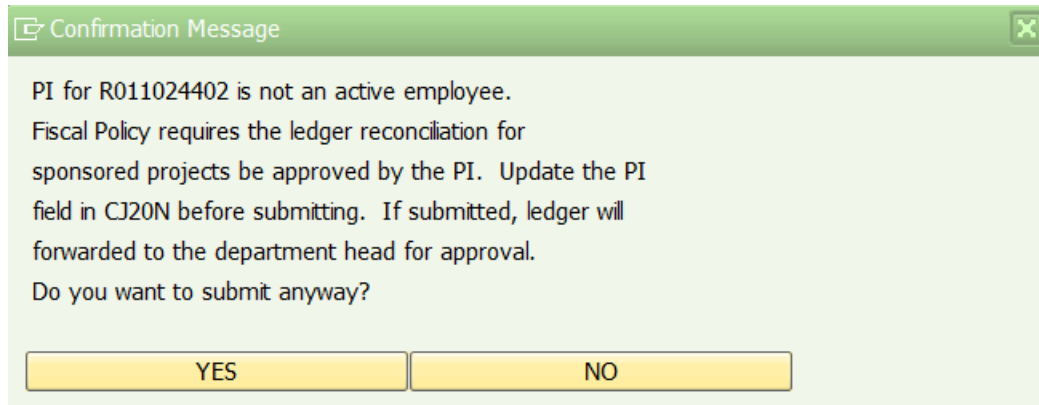 Confirmation Message
PI for R011024402 is not an active employee.
Fiscal Policy requires the ledger reconciliation for
sponsored projects be approved by the PI.  Update the PI
field in CJ20N before submitting.  If submitted, ledger will
forwarded to the department head for approval.
Do you want to submit anyway?
YES
NO